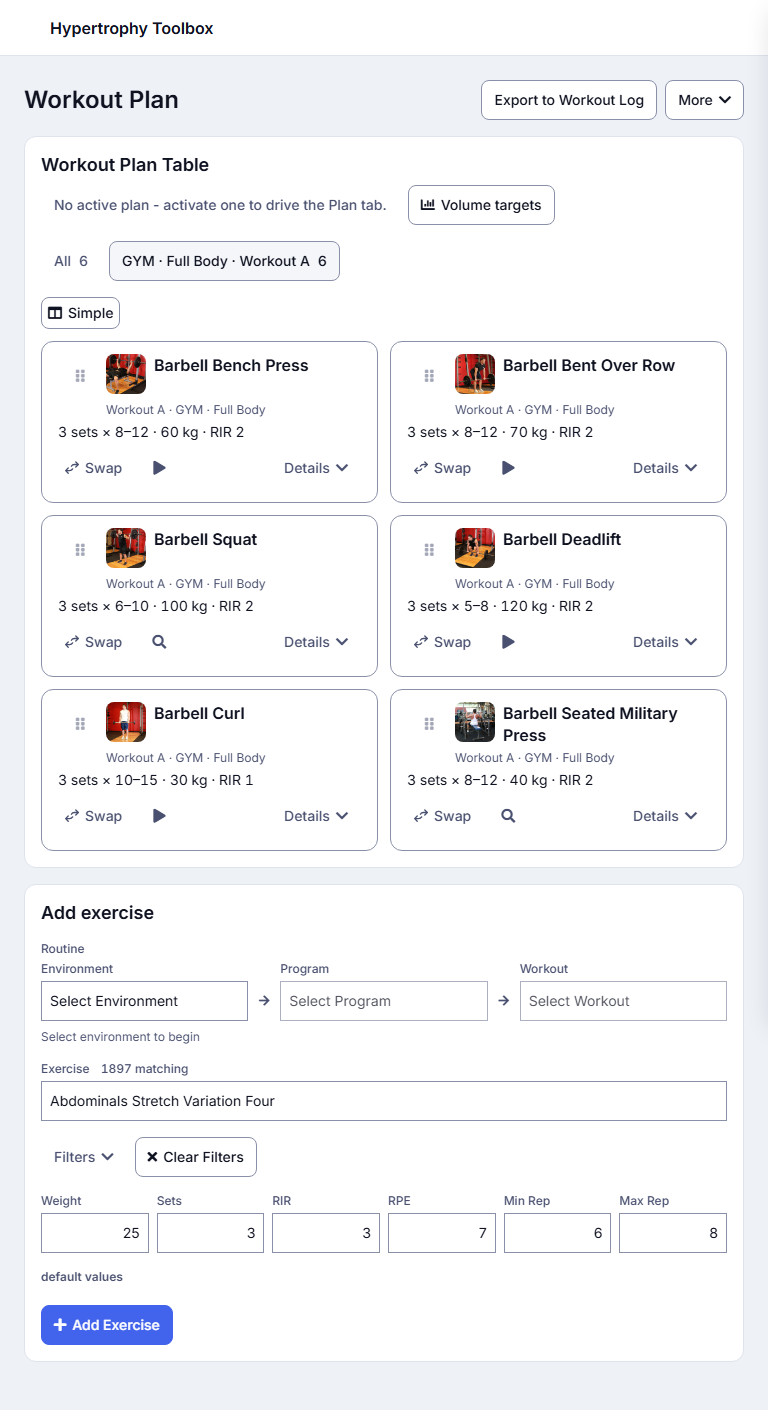 Hypertrophy Toolbox
Workout Plan
Export to Workout Log
More
Workout Plan Table
No active plan - activate one to drive the Plan tab.
Volume targets
All 6
GYM · Full Body · Workout A 6
Simple
Barbell Bench Press
Workout A · GYM · Full Body
3 sets × 8–12 · 60 kg · RIR 2
Swap
Details
Barbell Bent Over Row
Workout A · GYM · Full Body
3 sets × 8–12 · 70 kg · RIR 2
Swap
Details
Barbell Squat
Workout A · GYM · Full Body
3 sets × 6–10 · 100 kg · RIR 2
Swap
Details
Barbell Deadlift
Workout A · GYM · Full Body
3 sets × 5–8 · 120 kg · RIR 2
Swap
Details
Barbell Curl
Workout A · GYM · Full Body
3 sets × 10–15 · 30 kg · RIR 1
Swap
Details
Barbell Seated Military
Press
Workout A · GYM · Full Body
3 sets × 8–12 · 40 kg · RIR 2
Swap
Details
Add exercise
Routine
Environment
Program
Workout
Select Environment
Select Program
Select Workout
Select environment to begin
Exercise 1897 matching
Abdominals Stretch Variation Four
Filters
Clear Filters
Weight
Sets
RIR
RPE
Min Rep
Max Rep
25
3
3
7
6
8
default values
Add Exercise